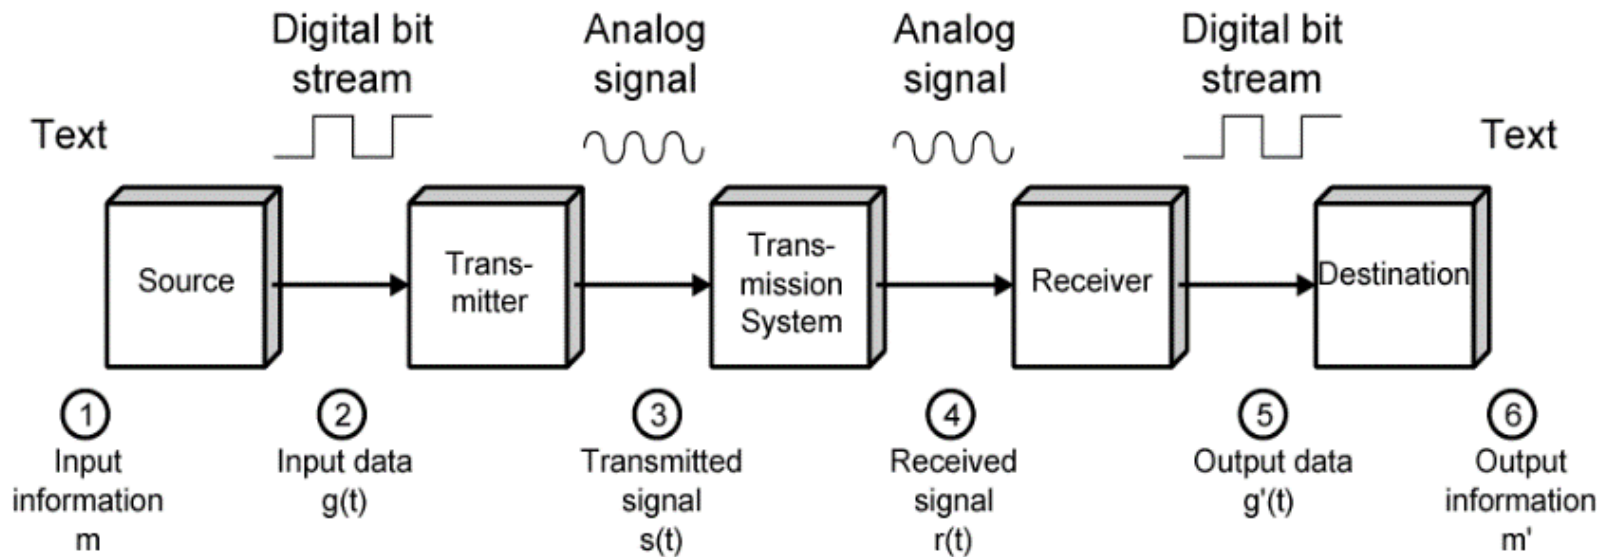 Digital bit
stream
Analog
signal
Analog
signal
Digital bit
stream
Text
Text
Source
Trans-
mitter
Trans-
mission
System
Receiver
Destination
1
Input
information
m
2
Input data
g(t)
3
Transmitted
signal
s(t)
4
Received
signal
r(t)
5
Output data
g'(t)
6
Output
information
m'